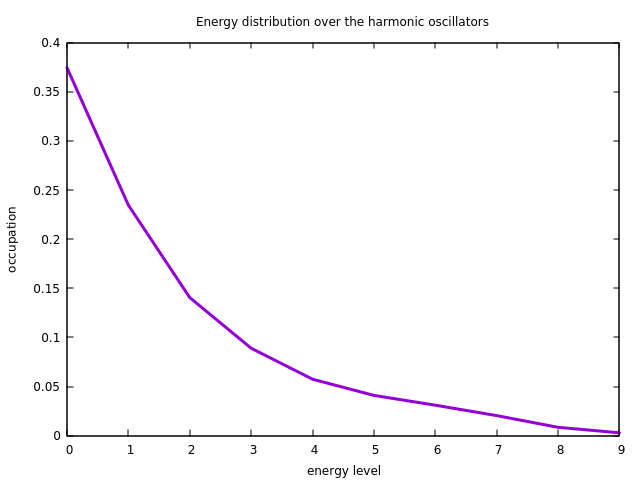 Energy distribution over the harmonic oscillators
0.4
0.35
0.3
0.25
0.2
0.15
0.1
0.05
0
occupation
0 1 2 3 4 5 6 7 8 9
energy level